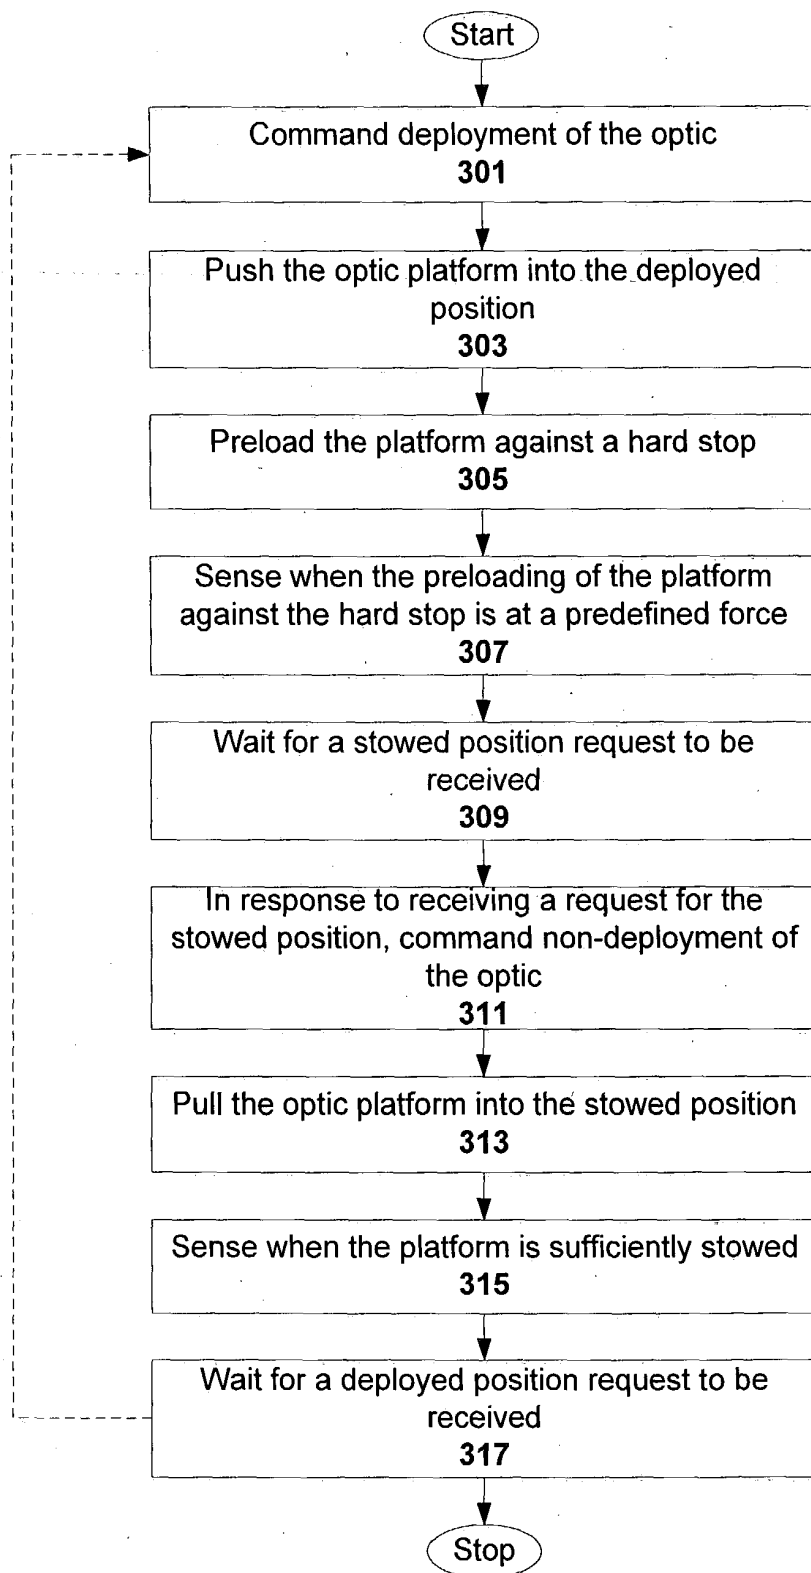 Start
Command deployment of the optic
301
Push the optic platform into the deployed
position
303
Preload the platform against a hard stop
305
Sense when the preloading of the platform
against the hard stop is at a predefined force
307
Wait for a stowed position request to be
received
309
In response to receiving a request for the
stowed position, command non-deployment of
the optic
311
Pull the optic platform into the stowed position
313
Sense when the platform is sufficiently stowed
315
Wait for a deployed position request to be
received
317
Stop